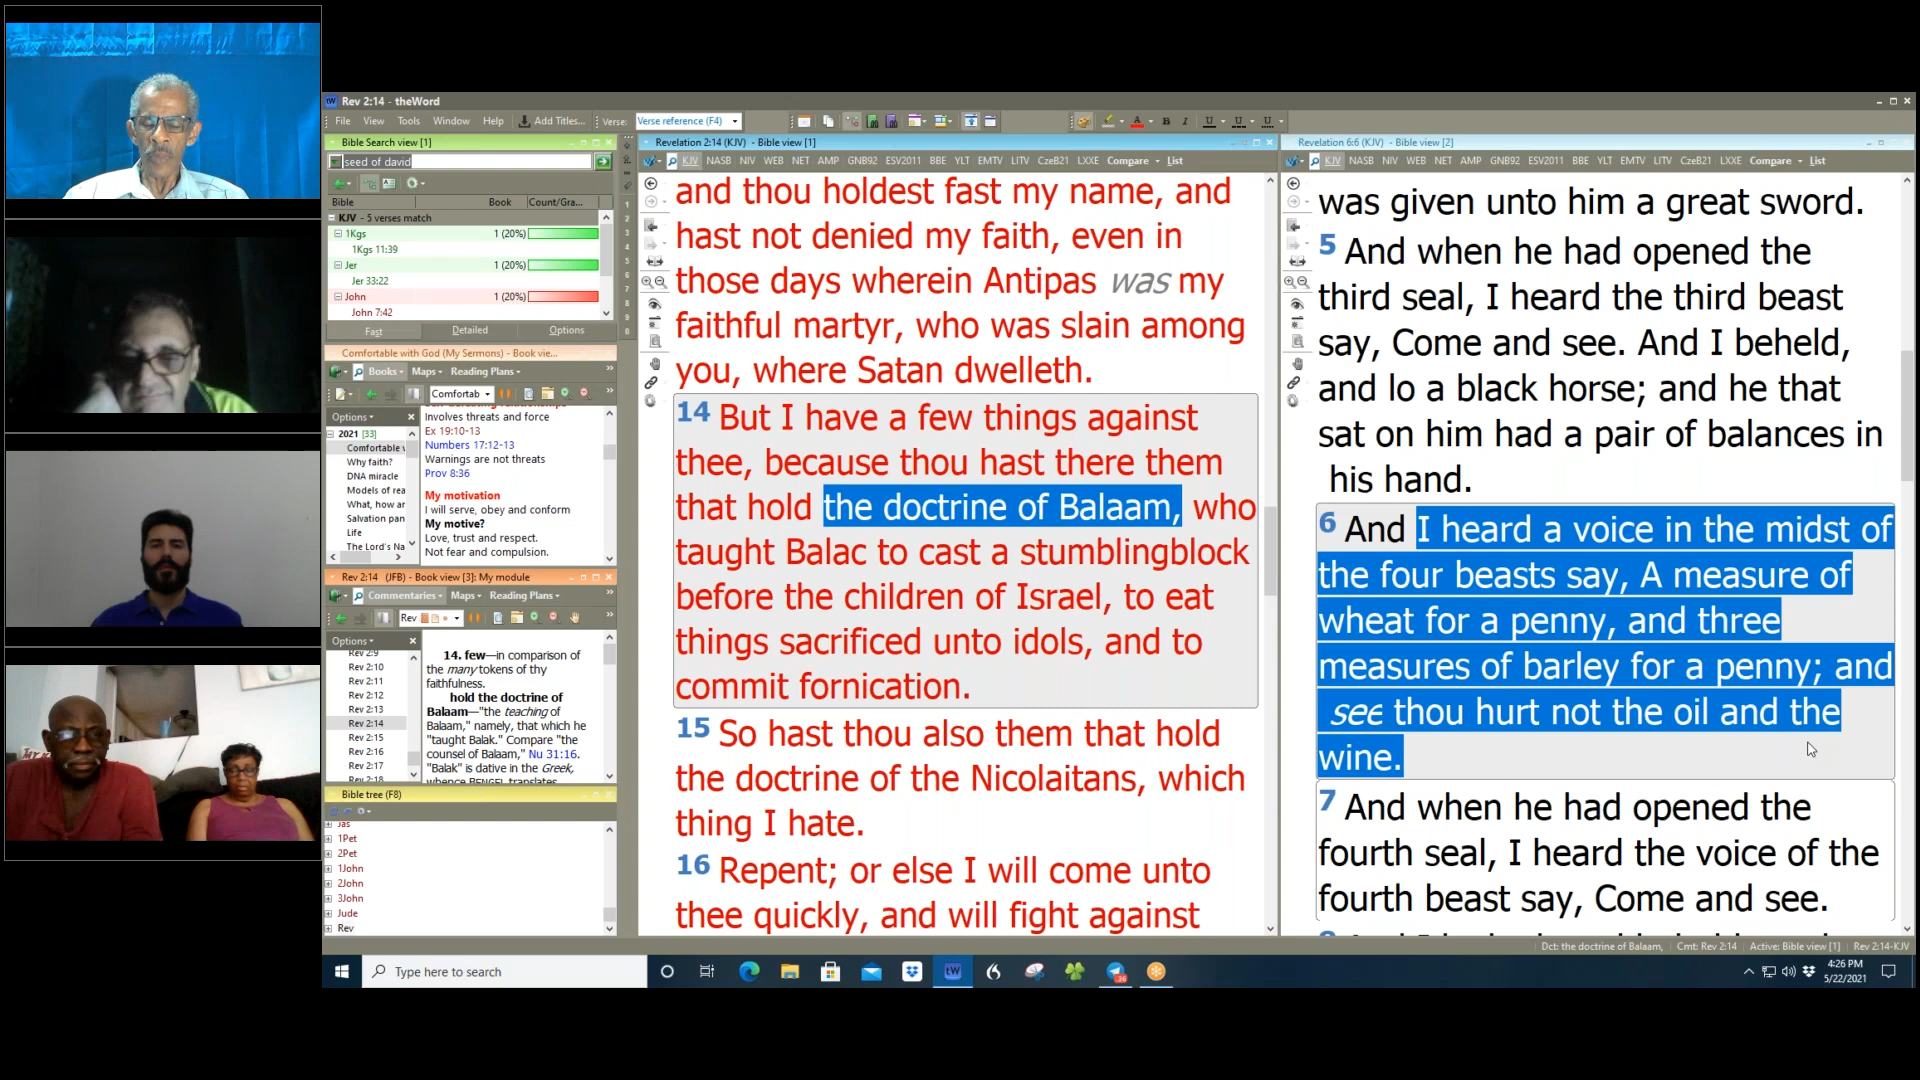 Rev 2:14 - theWord
File View Tools Window Help Add Titles... Verse: Verse reference (F4)
Bible Search view [1]
seed of david
Bible Book Count/Gra...
KJV - 5 verses match
1Kgs 1 (20%)
1Kgs 11:39
Jer 1 (20%)
Jer 33:22
John 1 (20%)
John 7:42
Fast Detailed Options
Comfortable with God (My Sermons) - Book vie...
Books Maps Reading Plans
Comfortab
Options
2021 [33]
Comfortable v
Why faith?
DNA miracle
Models of rea
What, how ar
Salvation pan
Life
The Lord's Na
Involves threats and force
Ex 19:10-13
Numbers 17:12-13
Warnings are not threats
Prov 8:36
My motivation
I will serve, obey and conform
My motive?
Love, trust and respect.
Not fear and compulsion.
Rev 2:14 (JFB) - Book view [3]: My module
Commentaries Maps Reading Plans
Rev
Options
Rev 2:9
Rev 2:10
Rev 2:11
Rev 2:12
Rev 2:13
Rev 2:14
Rev 2:15
Rev 2:16
Rev 2:17
Rev 2:18
14. few—in comparison of
the many tokens of thy
faithfulness.
hold the doctrine of
Balaam—"the teaching of
Balaam," namely, that which he
"taught Balak." Compare "the
counsel of Balaam," Nu 31:16.
"Balak" is dative in the Greek,
whence BENGEL translates
Bible tree (F8)
Jas
1Pet
2Pet
1John
2John
3John
Jude
Rev
Revelation 2:14 (KJV) - Bible view [1]
KJV NASB NIV WEB NET AMP GNB92 ESV2011 BBE YLT EMTV LITV CzeB21 LXXE Compare List
and thou holdest fast my name, and
hast not denied my faith, even in
those days wherein Antipas was my
faithful martyr, who was slain among
you, where Satan dwelleth.
14 But I have a few things against
thee, because thou hast there them
that hold the doctrine of Balaam, who
taught Balac to cast a stumblingblock
before the children of Israel, to eat
things sacrificed unto idols, and to
commit fornication.
15 So hast thou also them that hold
the doctrine of the Nicolaitans, which
thing I hate.
16 Repent; or else I will come unto
thee quickly, and will fight against
Revelation 6:6 (KJV) - Bible view [2]
KJV NASB NIV WEB NET AMP GNB92 ESV2011 BBE YLT EMTV LITV CzeB21 LXXE Compare List
was given unto him a great sword.
5 And when he had opened the
third seal, I heard the third beast
say, Come and see. And I beheld,
and lo a black horse; and he that
sat on him had a pair of balances in
his hand.
6 And I heard a voice in the midst of
the four beasts say, A measure of
wheat for a penny, and three
measures of barley for a penny; and
see thou hurt not the oil and the
wine.
7 And when he had opened the
fourth seal, I heard the voice of the
fourth beast say, Come and see.
Dct: the doctrine of Balaam, Cmt: Rev 2:14 Active: Bible view [1] Rev 2:14-KJV
Type here to search
4:26 PM
5/22/2021